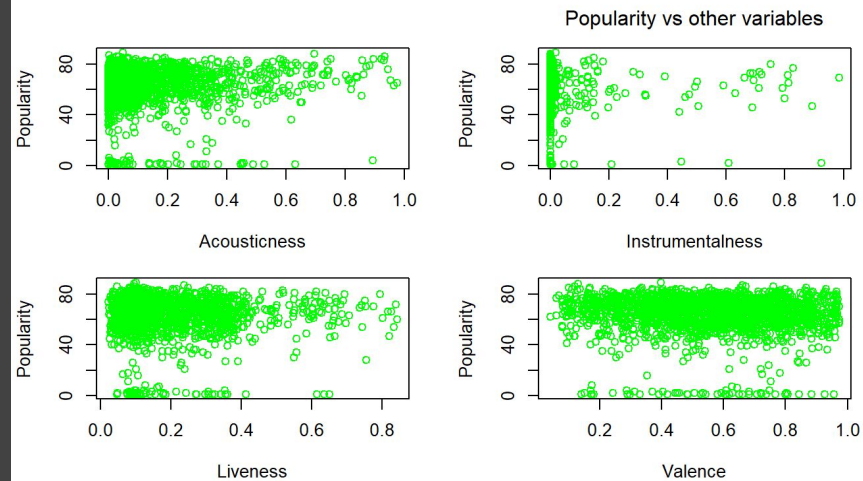 Popularity vs other variables
Popularity
80
40
0
0.0 0.2 0.4 0.6 0.8 1.0
Acousticness
Popularity
80
40
0
0.0 0.2 0.4 0.6 0.8 1.0
Instrumentalness
Popularity
80
40
0
0.0 0.2 0.4 0.6 0.8
Liveness
Popularity
80
40
0
0.2 0.4 0.6 0.8 1.0
Valence